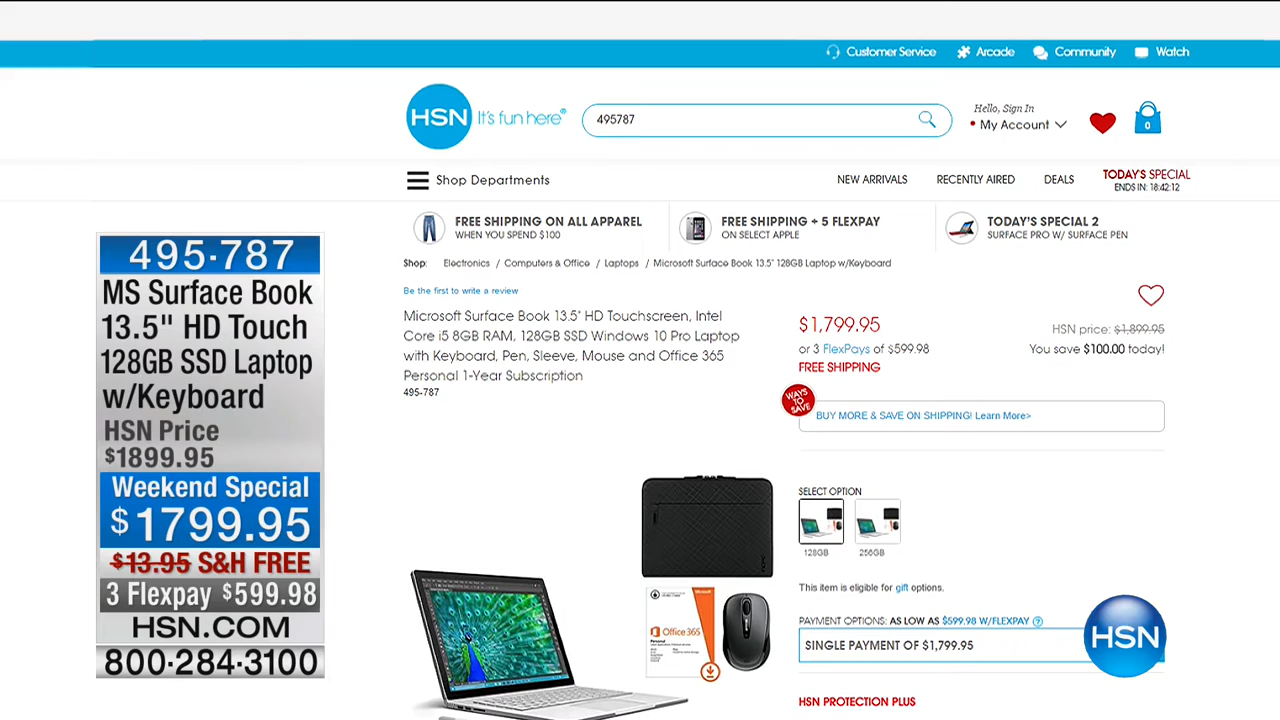 Customer Service
Arcade
Community
Watch
HSN It's fun here®
495787
Hello, Sign In
My Account
0
Shop Departments
NEW ARRIVALS
RECENTLY AIRED
DEALS
TODAY'S SPECIAL
ENDS IN: 18:42:12
FREE SHIPPING ON ALL APPAREL
WHEN YOU SPEND $100
FREE SHIPPING + 5 FLEXPAY
ON SELECT APPLE
TODAY'S SPECIAL 2
SURFACE PRO W/ SURFACE PEN
495-787
MS Surface Book
13.5" HD Touch
128GB SSD Laptop
w/Keyboard
HSN Price
$1899.95
Weekend Special
$1799.95
$13.95 S&H FREE
3 Flexpay $599.98
HSN.COM
800-284-3100
Shop: Electronics / Computers & Office / Laptops / Microsoft Surface Book 13.5" 128GB Laptop w/Keyboard
Be the first to write a review
Microsoft Surface Book 13.5" HD Touchscreen, Intel
Core i5 8GB RAM, 128GB SSD Windows 10 Pro Laptop
with Keyboard, Pen, Sleeve, Mouse and Office 365
Personal 1-Year Subscription
495-787
$1,799.95
HSN price: $1,899.95
or 3 FlexPays of $599.98
You save $100.00 today!
FREE SHIPPING
WAYS
TO
SAVE
BUY MORE & SAVE ON SHIPPING! Learn More>
SELECT OPTION
128GB
256GB
This item is eligible for gift options.
PAYMENT OPTIONS: AS LOW AS $599.98 W/FLEXPAY ?
SINGLE PAYMENT OF $1,799.95
HSN
HSN PROTECTION PLUS
Microsoft
Office 365
Personal